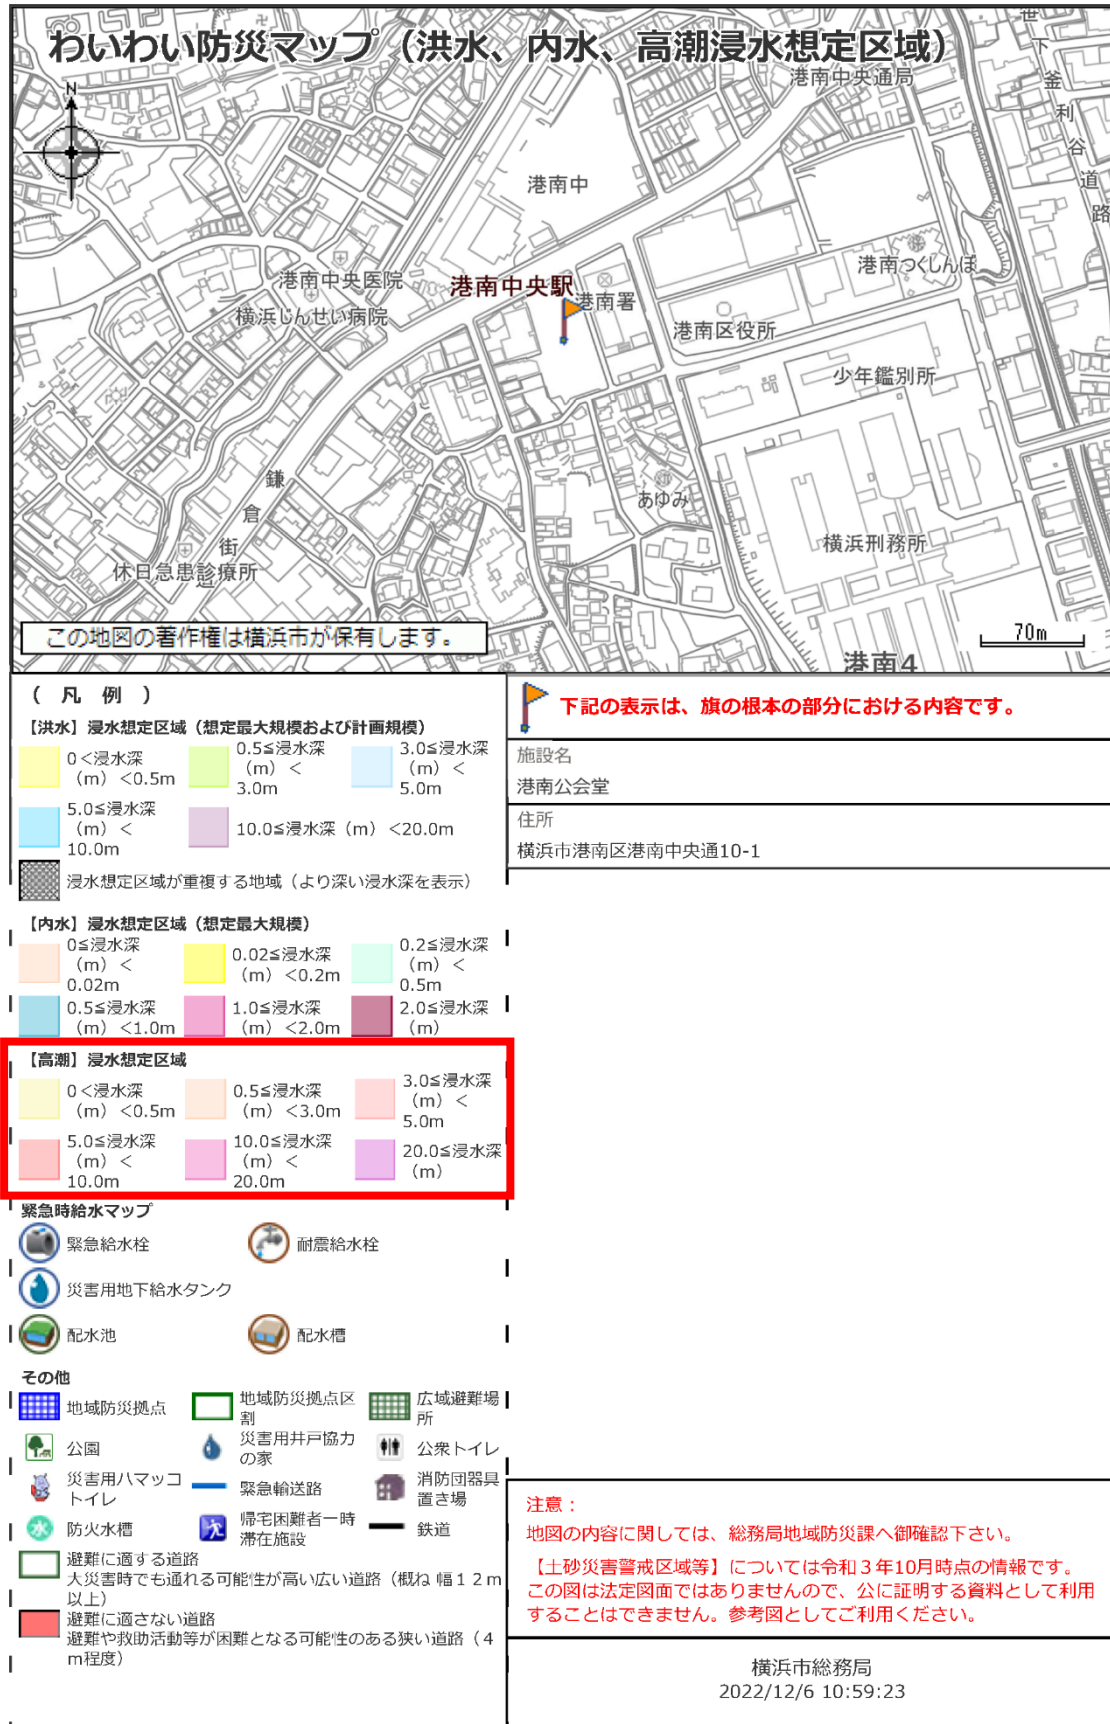 わいわい防災マップ（洪水、内水、高潮浸水想定区域）
N
港南中央通局
世
下
釜
利
谷
道
路
港南中
港南つくしんぼ
港南中央医院
港南中央駅
港南署
横浜じんせい病院
港南区役所
少年鑑別所
鎌
倉
街
道
あゆみ
横浜刑務所
休日急患診療所
この地図の著作権は横浜市が保有します。
70m
港南4
（ 凡 例 ）
【洪水】浸水想定区域（想定最大規模および計画規模）
0＜浸水深
（m）＜0.5m
0.5≦浸水深
（m）＜
3.0m
3.0≦浸水深
（m）＜
5.0m
5.0≦浸水深
（m）＜
10.0m
10.0≦浸水深（m）＜20.0m
浸水想定区域が重複する地域（より深い浸水深を表示）
【内水】浸水想定区域（想定最大規模）
0≦浸水深
（m）＜
0.02m
0.02≦浸水深
（m）＜0.2m
0.2≦浸水深
（m）＜
0.5m
0.5≦浸水深
（m）＜1.0m
1.0≦浸水深
（m）＜2.0m
2.0≦浸水深
（m）
【高潮】浸水想定区域
0＜浸水深
（m）＜0.5m
0.5≦浸水深
（m）＜3.0m
3.0≦浸水深
（m）＜
5.0m
5.0≦浸水深
（m）＜
10.0m
10.0≦浸水深
（m）＜
20.0m
20.0≦浸水深
（m）
緊急時給水マップ
緊急給水栓
耐震給水栓
災害用地下給水タンク
配水池
配水槽
その他
地域防災拠点
地域防災拠点区
割
広域避難場
所
公園
災害用井戸協力
の家
公衆トイレ
災害用ハマッコ
トイレ
緊急輸送路
消防団器具
置き場
水
防火水槽
帰宅困難者一時
滞在施設
鉄道
避難に適する道路
大災害時でも通れる可能性が高い広い道路（概ね 幅１２ｍ
以上）
避難に適さない道路
避難や救助活動等が困難となる可能性のある狭い道路（４
ｍ程度）
下記の表示は、旗の根本の部分における内容です。
施設名
港南公会堂
住所
横浜市港南区港南中央通10-1
注意：
地図の内容に関しては、総務局地域防災課へ御確認下さい。
【土砂災害警戒区域等】については令和３年10月時点の情報です。
この図は法定図面ではありませんので、公に証明する資料として利用
することはできません。参考図としてご利用ください。
横浜市総務局
2022/12/6 10:59:23